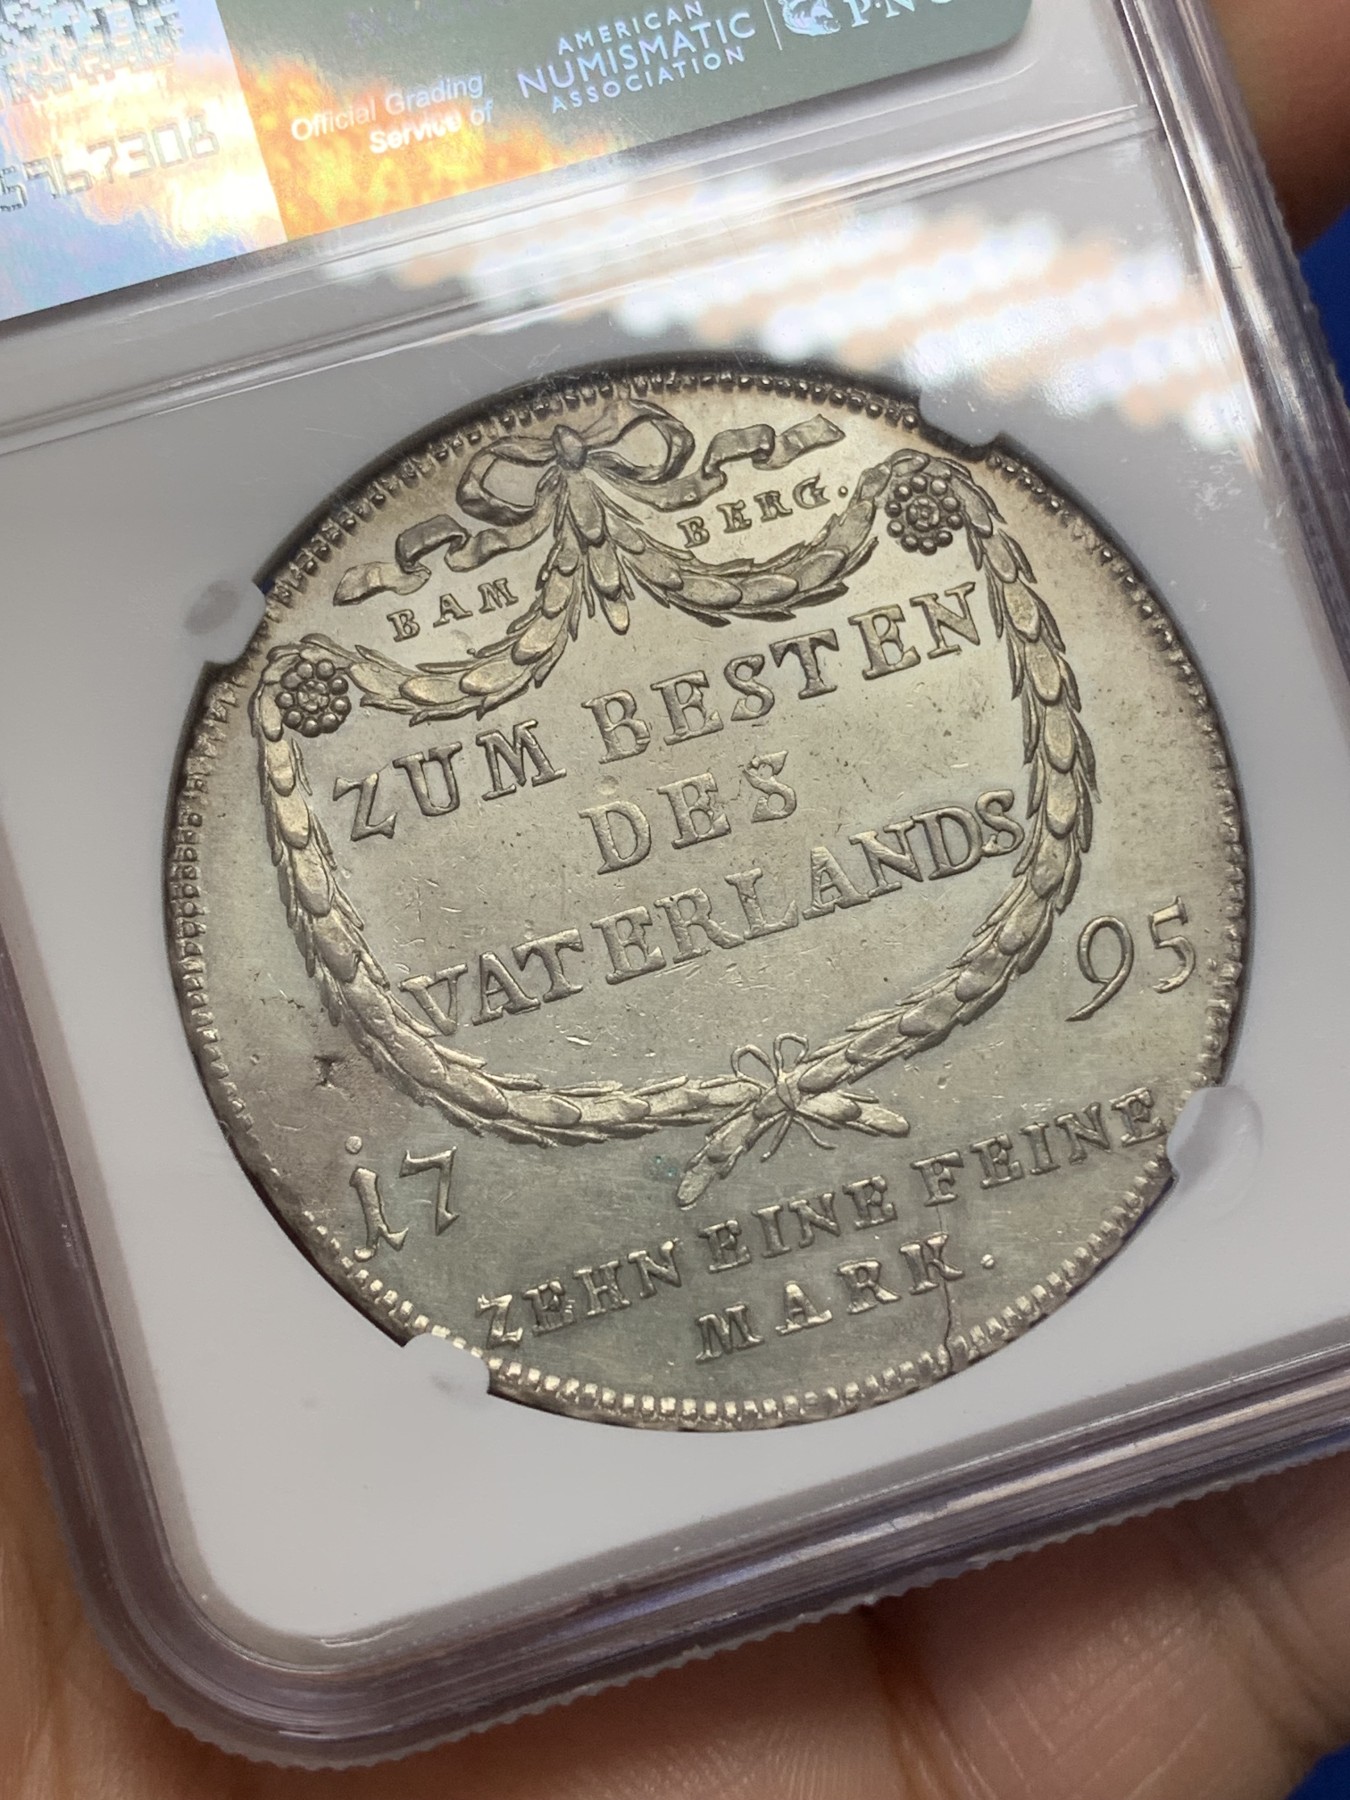 AMERICAN
NUMISMATIC
ASSOCIATION
Official Grading
Service of
BAM BERG.
ZUM BESTEN
DES
VATERLANDS
17 95
ZEHN EINE FEINE
MARK.